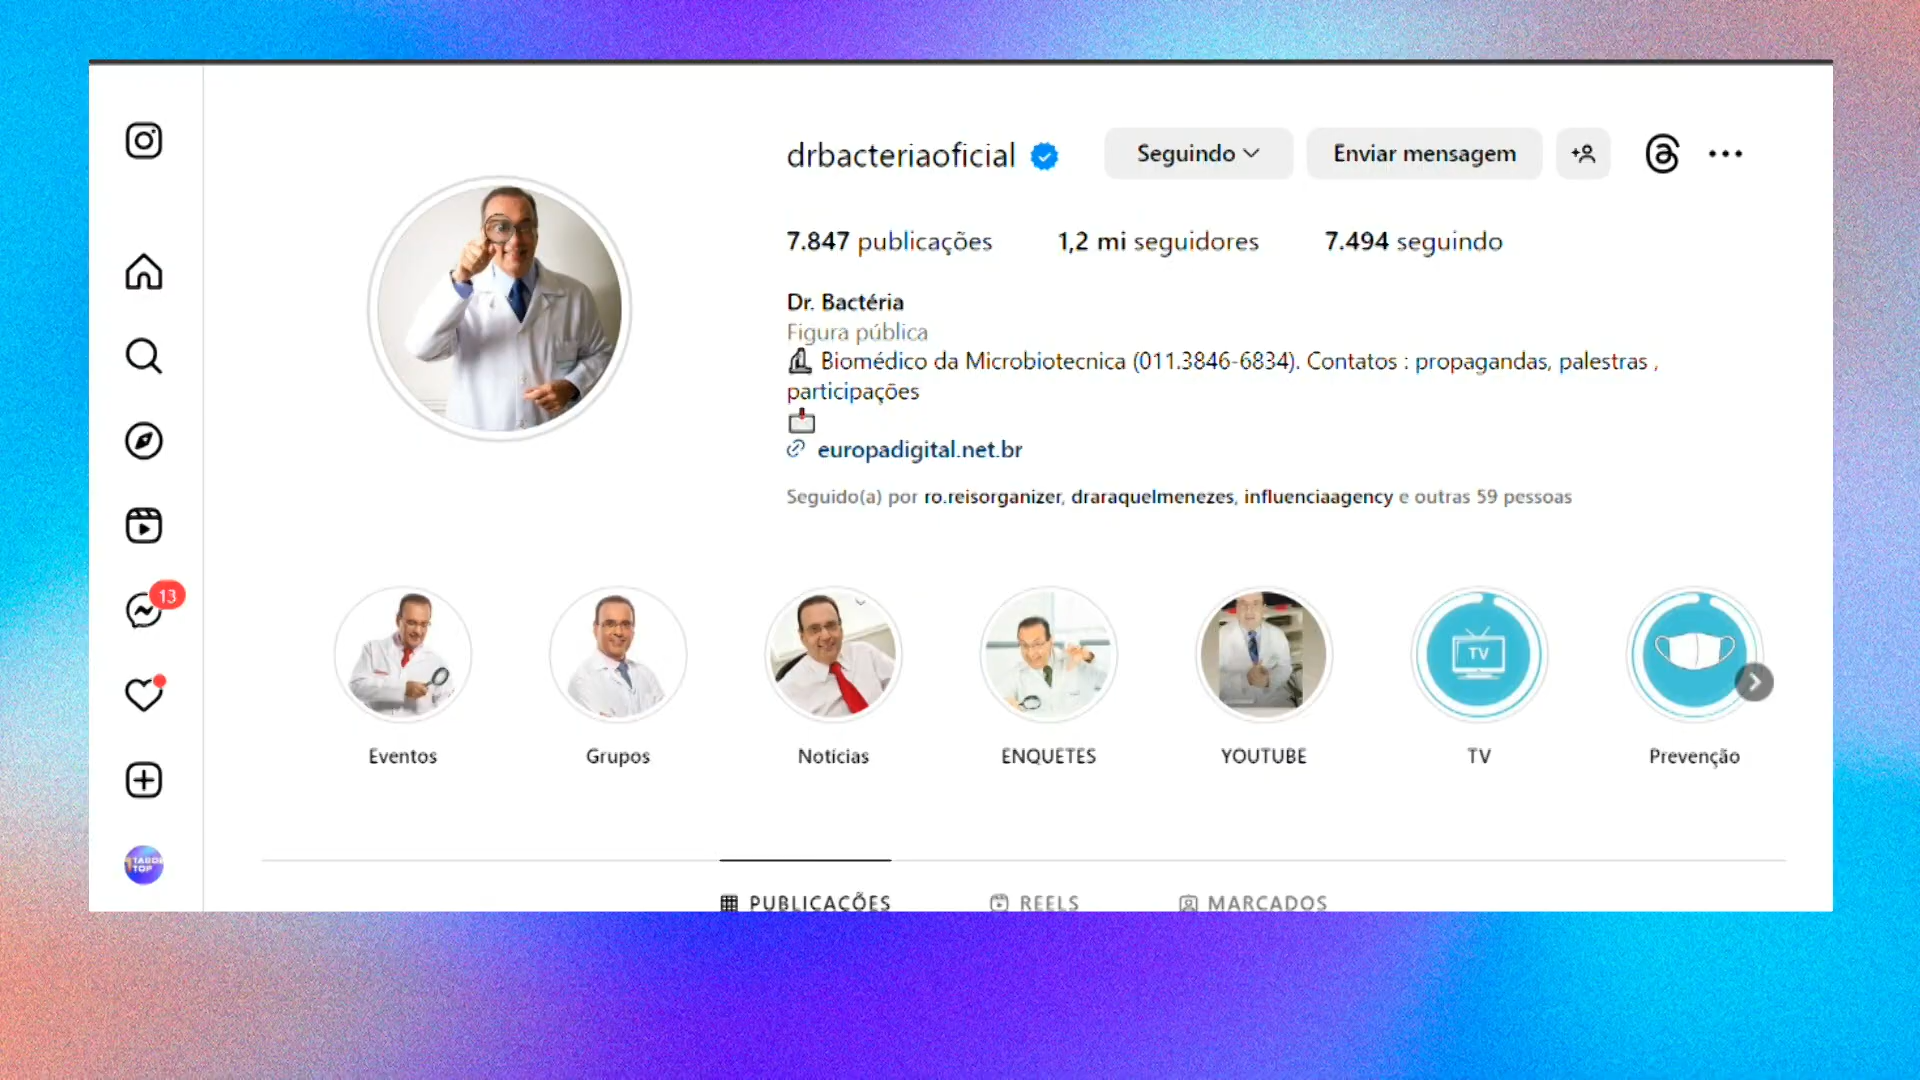 drbacteriaoficial
Seguindo
Enviar mensagem
7.847 publicações
1,2 mi seguidores
7.494 seguindo
Dr. Bactéria
Figura pública
Biomédico da Microbiotecnica (011.3846-6834). Contatos : propagandas, palestras ,
participações
europadigital.net.br
Seguido(a) por ro.reisorganizer, draraquelmenezes, influenciaagency e outras 59 pessoas
13
TV
Eventos
Grupos
Notícias
ENQUETES
YOUTUBE
TV
Prevenção
PUBLICAÇÕES
REELS
MARCADOS